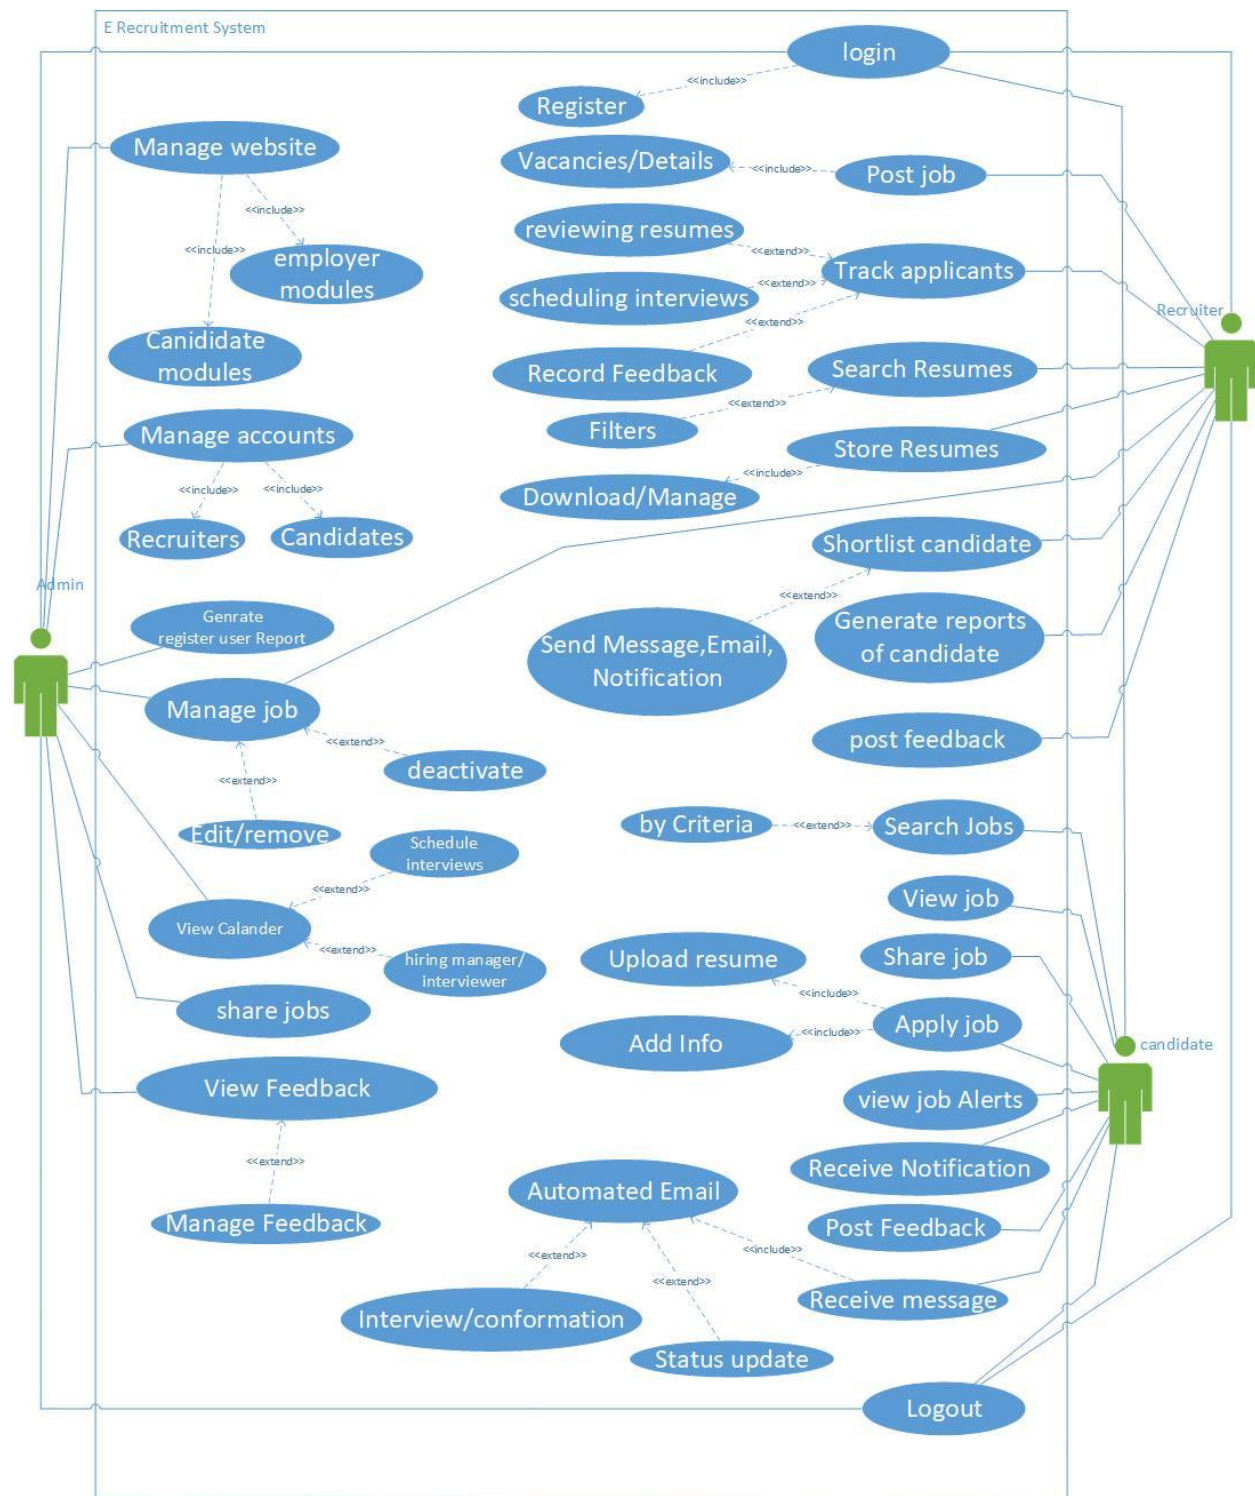 E Recruitment System
login
<<include>>
Register
Manage website
Vacancies/Details
<<include>>
Post job
<<include>>
<<include>>
employer
modules
reviewing resumes
<<extend>>
Track applicants
scheduling interviews
<<extend>>
<<extend>>
Recruiter
Canididate
modules
Record Feedback
Search Resumes
<<extend>>
Filters
Manage accounts
Store Resumes
<<include>>
<<include>>
<<include>>
Download/Manage
Recruiters
Candidates
Shortlist candidate
Admin
<<extend>>
Genrate
register user Report
Send Message,Email,
Notification
Generate reports
of candidate
Manage job
<<extend>>
post feedback
deactivate
<<extend>>
Edit/remove
by Criteria
<<extend>>
Search Jobs
Schedule
interviews
<<extend>>
View job
View Calander
<<extend>>
hiring manager/
interviewer
Upload resume
Share job
<<include>>
share jobs
Add Info
<<include>>
Apply job
candidate
View Feedback
view job Alerts
<<extend>>
Receive Notification
Automated Email
Manage Feedback
Post Feedback
<<extend>>
<<include>>
<<extend>>
Receive message
Interview/conformation
Status update
Logout